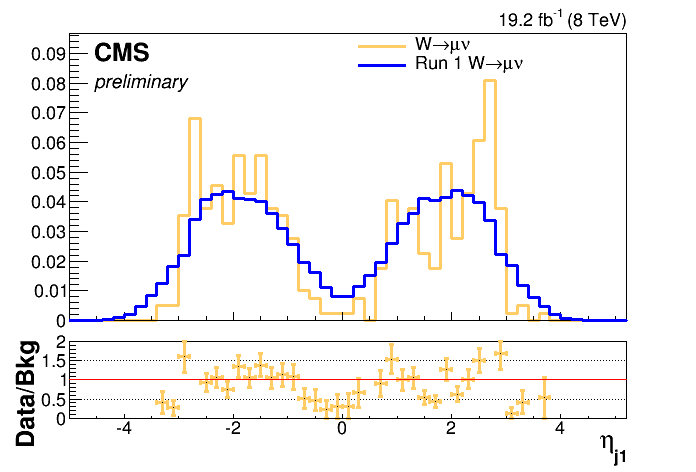 19.2 fb⁻¹ (8 TeV)
CMS
preliminary
W→μν
Run 1 W→μν
0.09
0.08
0.07
0.06
0.05
0.04
0.03
0.02
0.01
0
Data/Bkg
2
1.5
1
0.5
0
-4 -2 0 2 4
η_j1